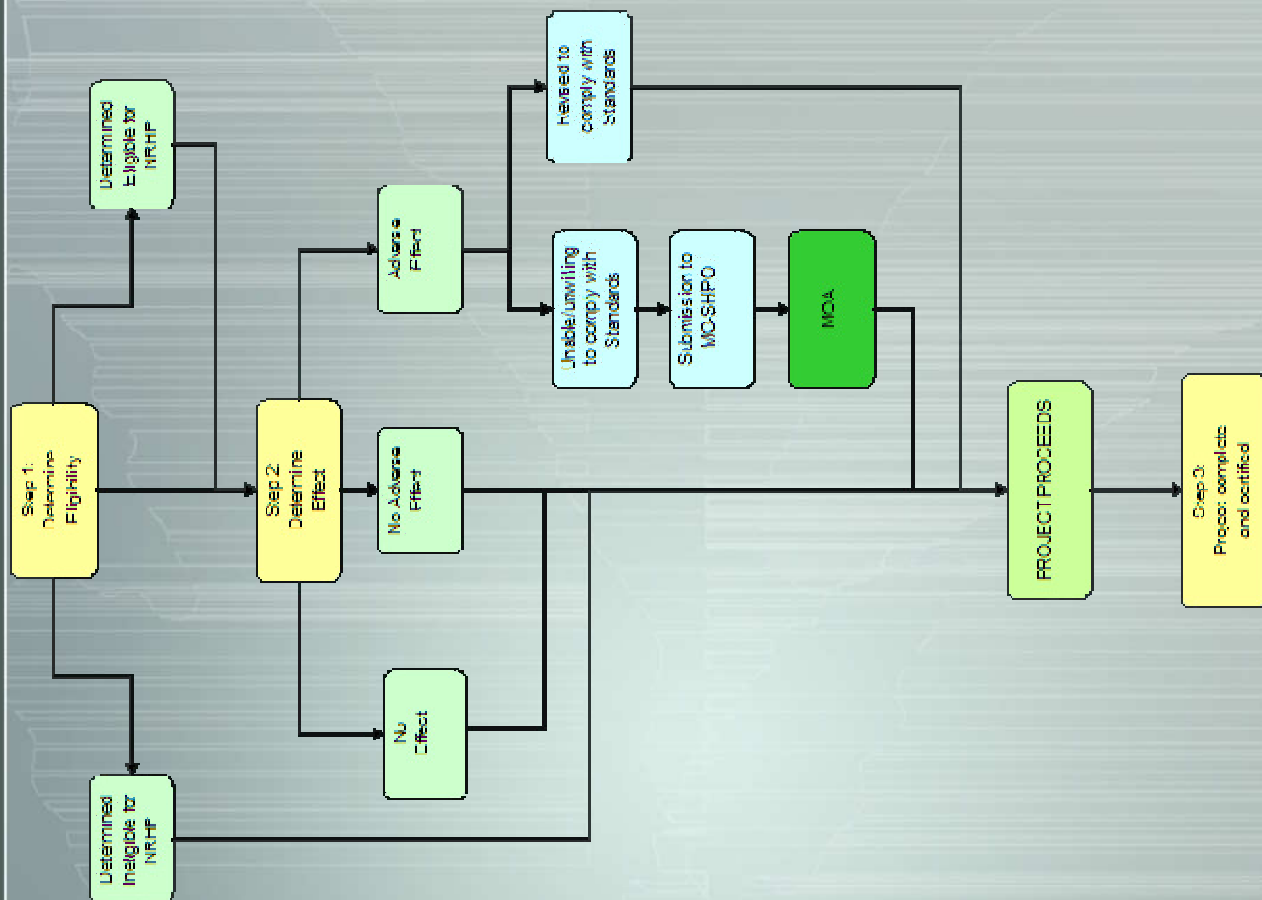 Step 1:
Determine
Eligibility
Determined
Ineligible for
NRHP
Determined
Eligible for
NRHP
Step 2:
Determine
Effect
No
Effect
No Adverse
Effect
Adverse
Effect
Unable/unwilling
to comply with
Standards
Revised to
comply with
Standards
Submission to
MO-SHPO
MOA
PROJECT PROCEEDS
Step 3:
Project complete
and certified